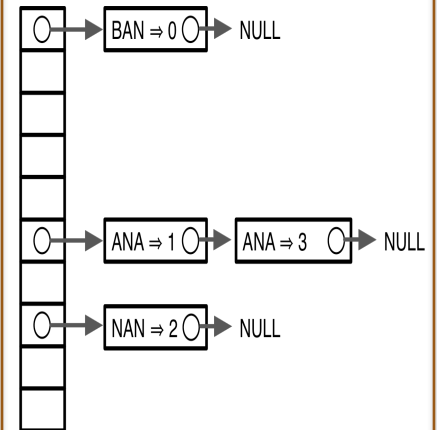 BAN ⇒ 0 NULL
ANA ⇒ 1 ANA ⇒ 3 NULL
NAN ⇒ 2 NULL